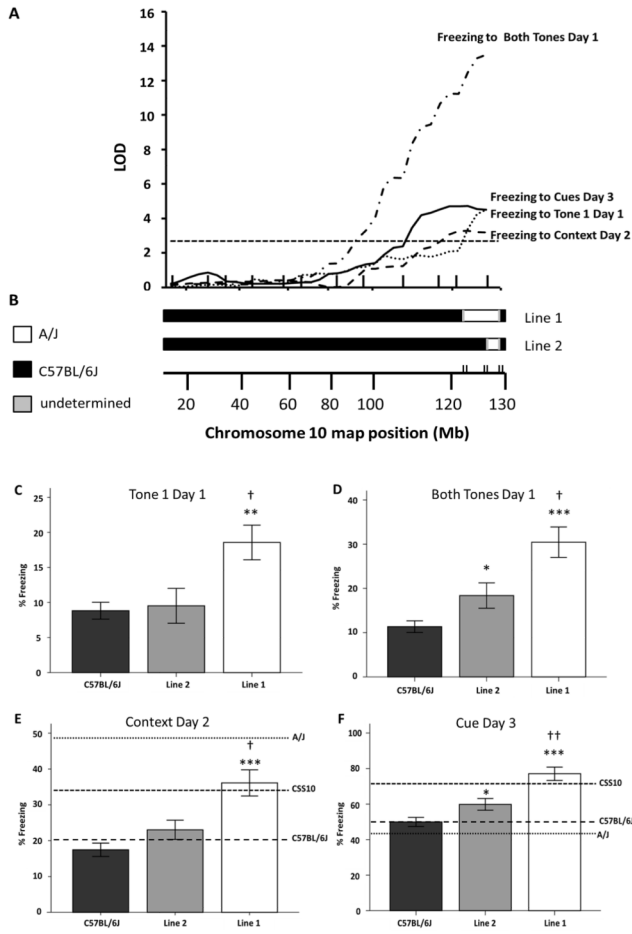 A
LOD
16
14
12
10
8
6
4
2
0
Freezing to Both Tones Day 1
Freezing to Cues Day 3
Freezing to Tone 1 Day 1
Freezing to Context Day 2
B
A/J
C57BL/6J
undetermined
Line 1
Line 2
20 40 60 80 100 120 130
Chromosome 10 map position (Mb)
C
Tone 1 Day 1
% Freezing
25
20
15
10
5
0
†
**
C57BL/6J Line 2 Line 1
D
Both Tones Day 1
% Freezing
40
30
20
10
0
*
†
***
C57BL/6J Line 2 Line 1
E
Context Day 2
% Freezing
50
40
30
20
10
0
A/J
†
***
CSS10
C57BL/6J
C57BL/6J Line 2 Line 1
F
Cue Day 3
% Freezing
100
80
60
40
20
0
††
***
*
CSS10
C57BL/6J
A/J
C57BL/6J Line 2 Line 1